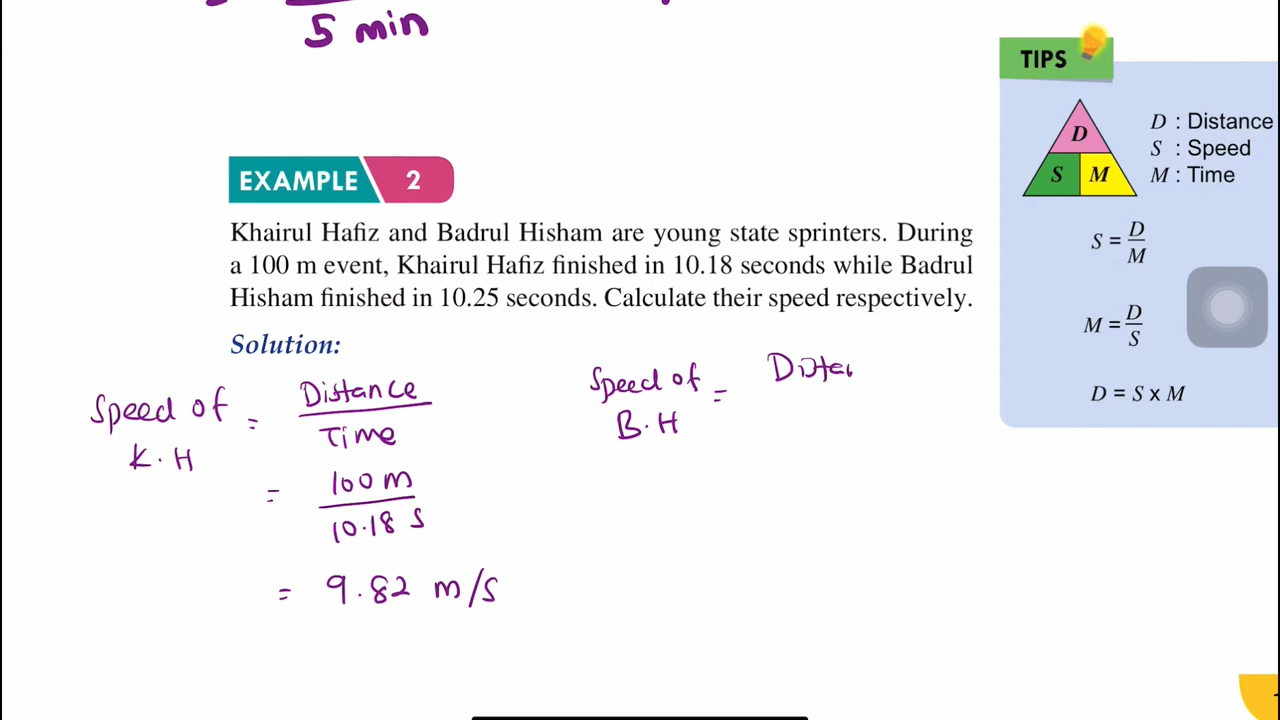 5 min
EXAMPLE 2
Khairul Hafiz and Badrul Hisham are young state sprinters. During
a 100 m event, Khairul Hafiz finished in 10.18 seconds while Badrul
Hisham finished in 10.25 seconds. Calculate their speed respectively.
Solution:
Speed of K.H = Distance / Time
= 100 m / 10.18 s
= 9.82 m/s
Speed of B.H = Distan
TIPS
D
S M
D : Distance
S : Speed
M : Time
S = D/M
M = D/S
D = S x M